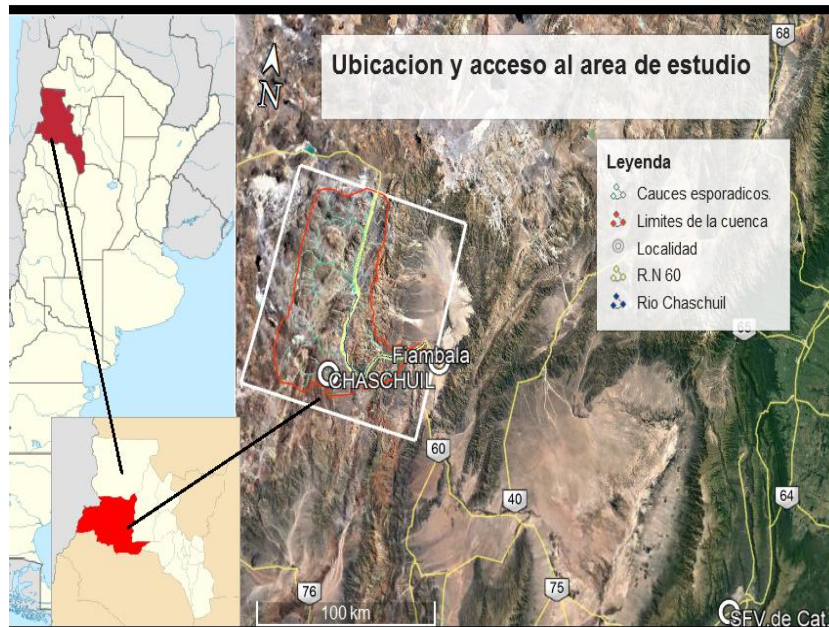 Ubicacion y acceso al area de estudio
N
68
Leyenda
Cauces esporadicos.
Limites de la cuenca
Localidad
R.N 60
Rio Chaschuil
65
Fiambala
CHASCHUIL
60
40
64
76
75
100 km
SFV.de Cat.